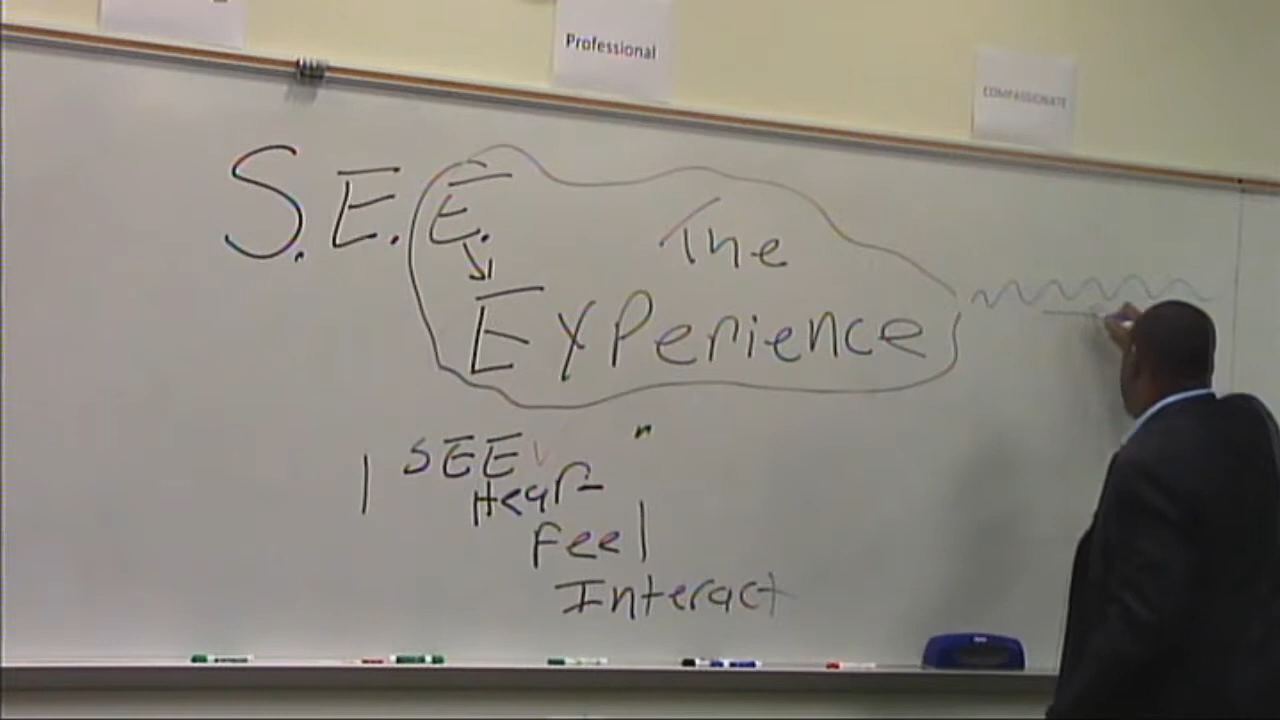 Professional
COMPASSIONATE
S.E.E. The
Experience
SEE
Hear
Feel
Interact